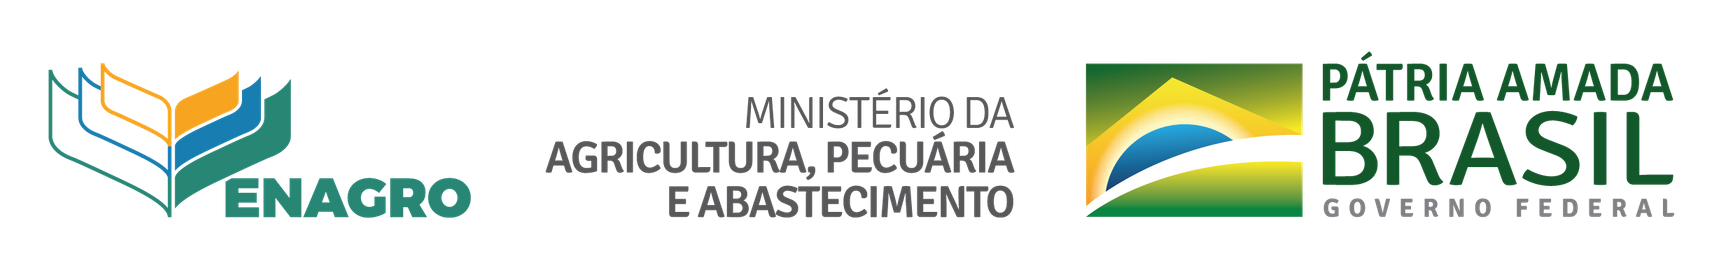 ENAGRO
MINISTÉRIO DA
AGRICULTURA, PECUÁRIA
E ABASTECIMENTO
PÁTRIA AMADA
BRASIL
GOVERNO FEDERAL